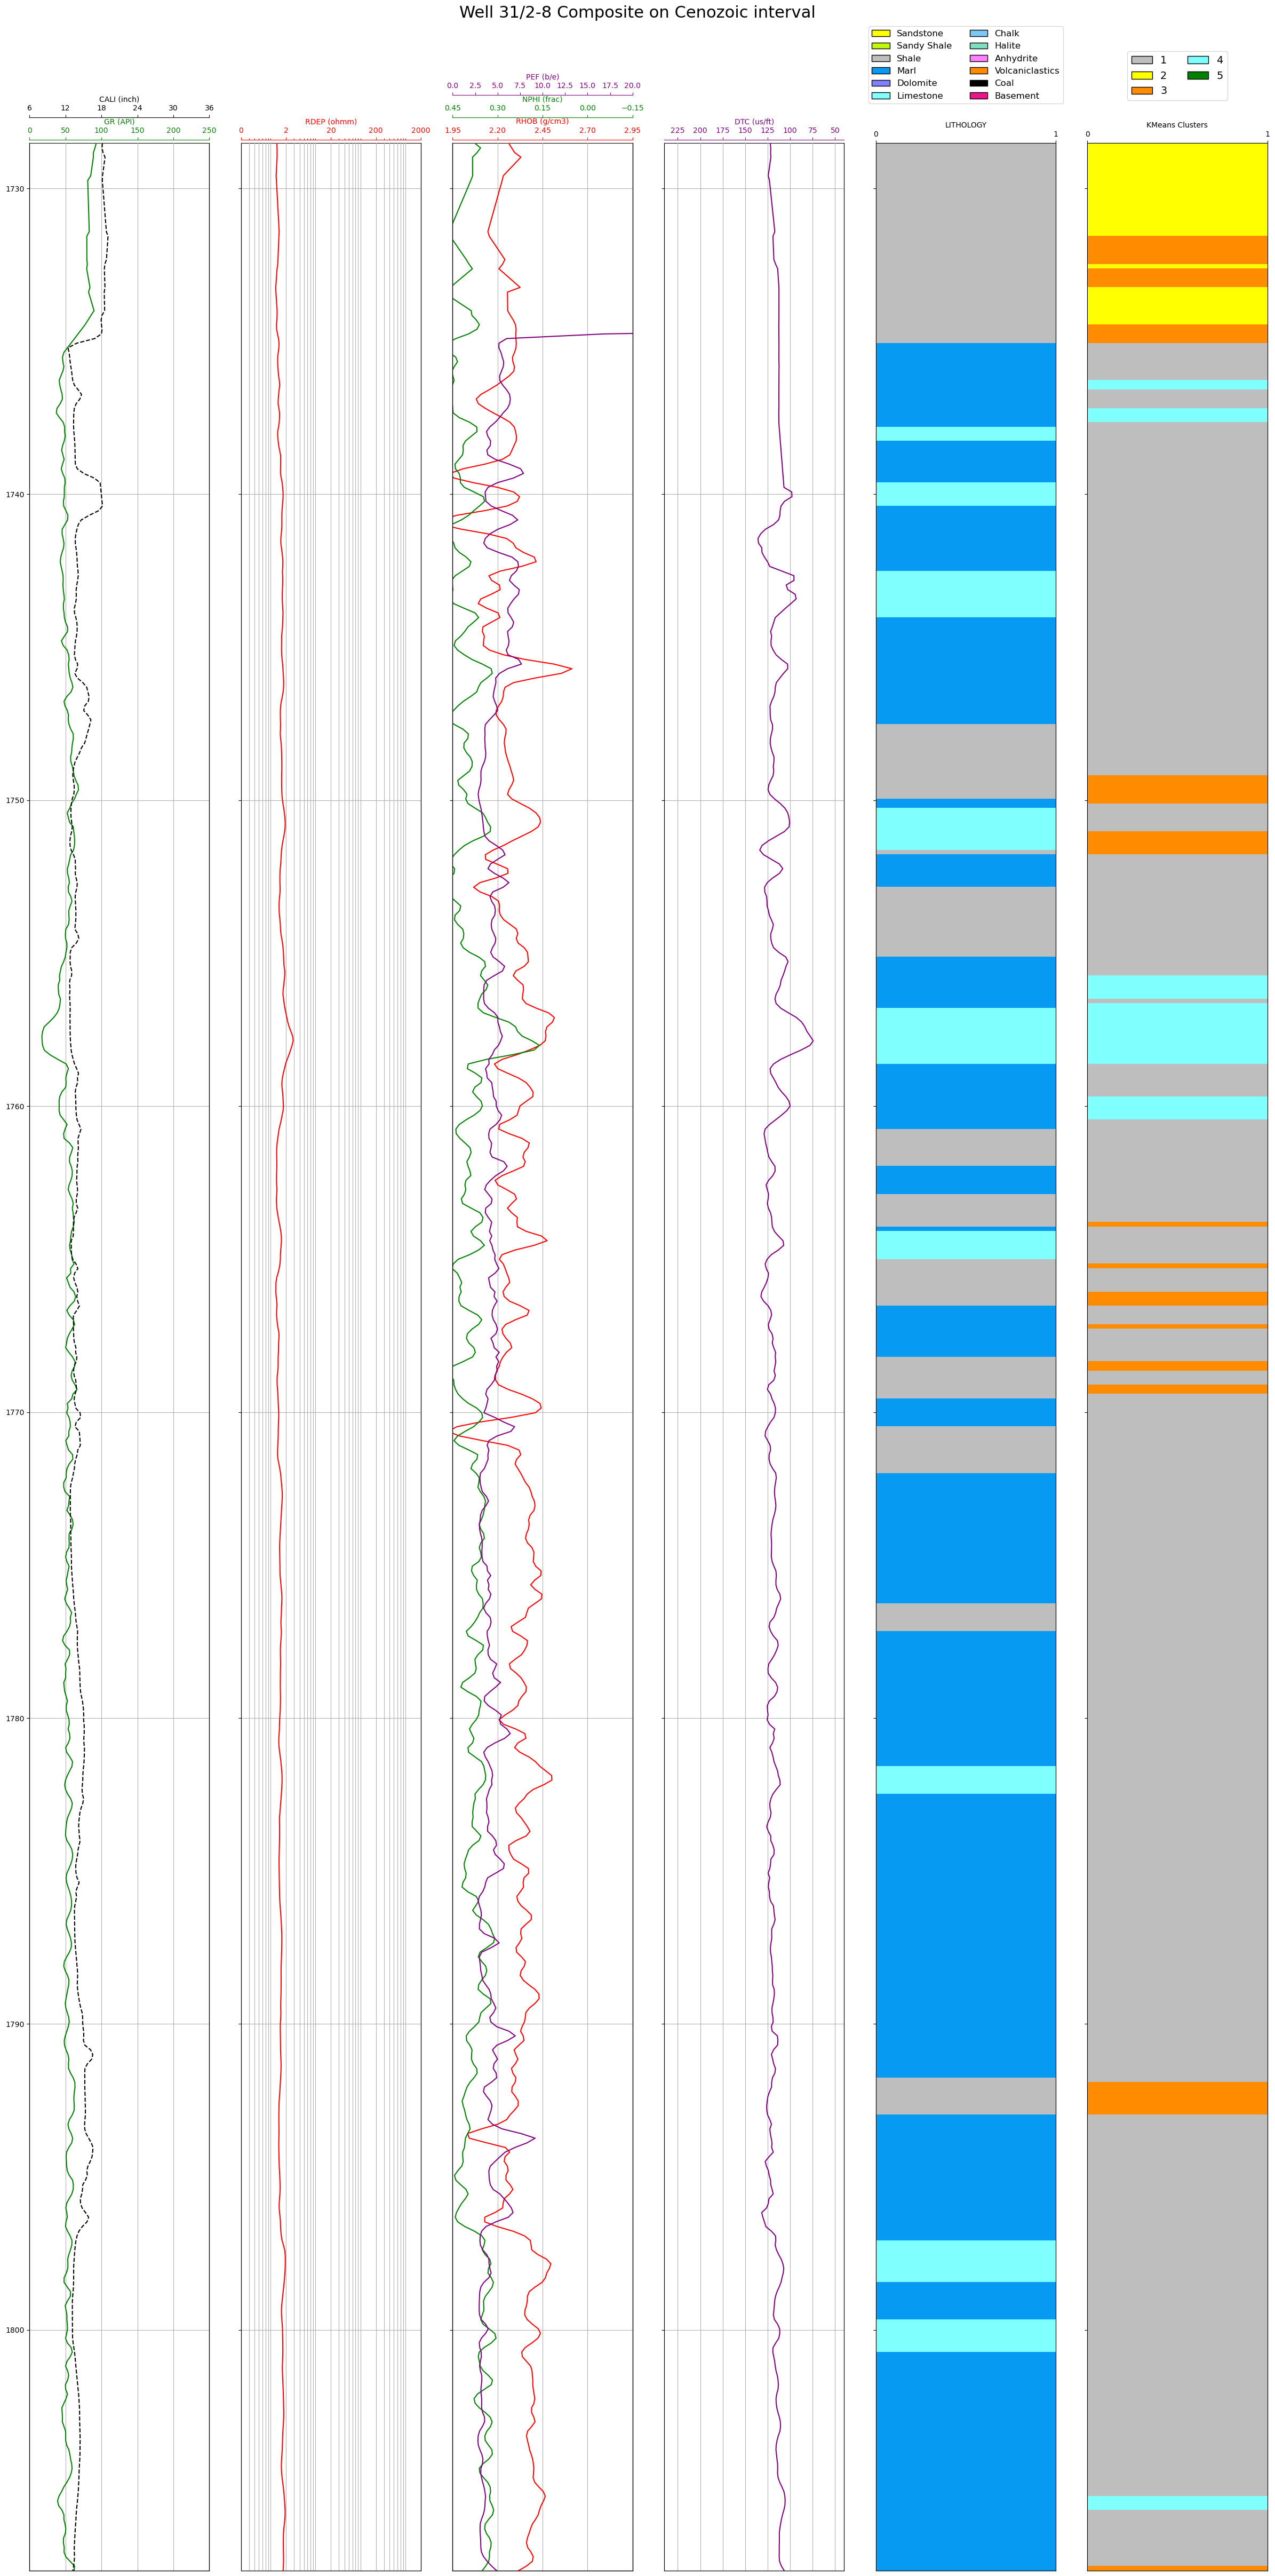 Well 31/2-8 Composite on Cenozoic interval
Sandstone Chalk
Sandy Shale Halite
Shale Anhydrite
Marl Volcaniclastics
Dolomite Coal
Limestone Basement
1 4
2 5
3
PEF (b/e)
0.0 2.5 5.0 7.5 10.0 12.5 15.0 17.5 20.0
CALI (inch)
6 12 18 24 30 36
NPHI (frac)
0.45 0.30 0.15 0.00 −0.15
GR (API)
0 50 100 150 200 250
RDEP (ohmm)
0 2 20 200 2000
RHOB (g/cm3)
1.95 2.20 2.45 2.70 2.95
DTC (us/ft)
225 200 175 150 125 100 75 50
LITHOLOGY
0 1
KMeans Clusters
0 1
1730
1740
1750
1760
1770
1780
1790
1800